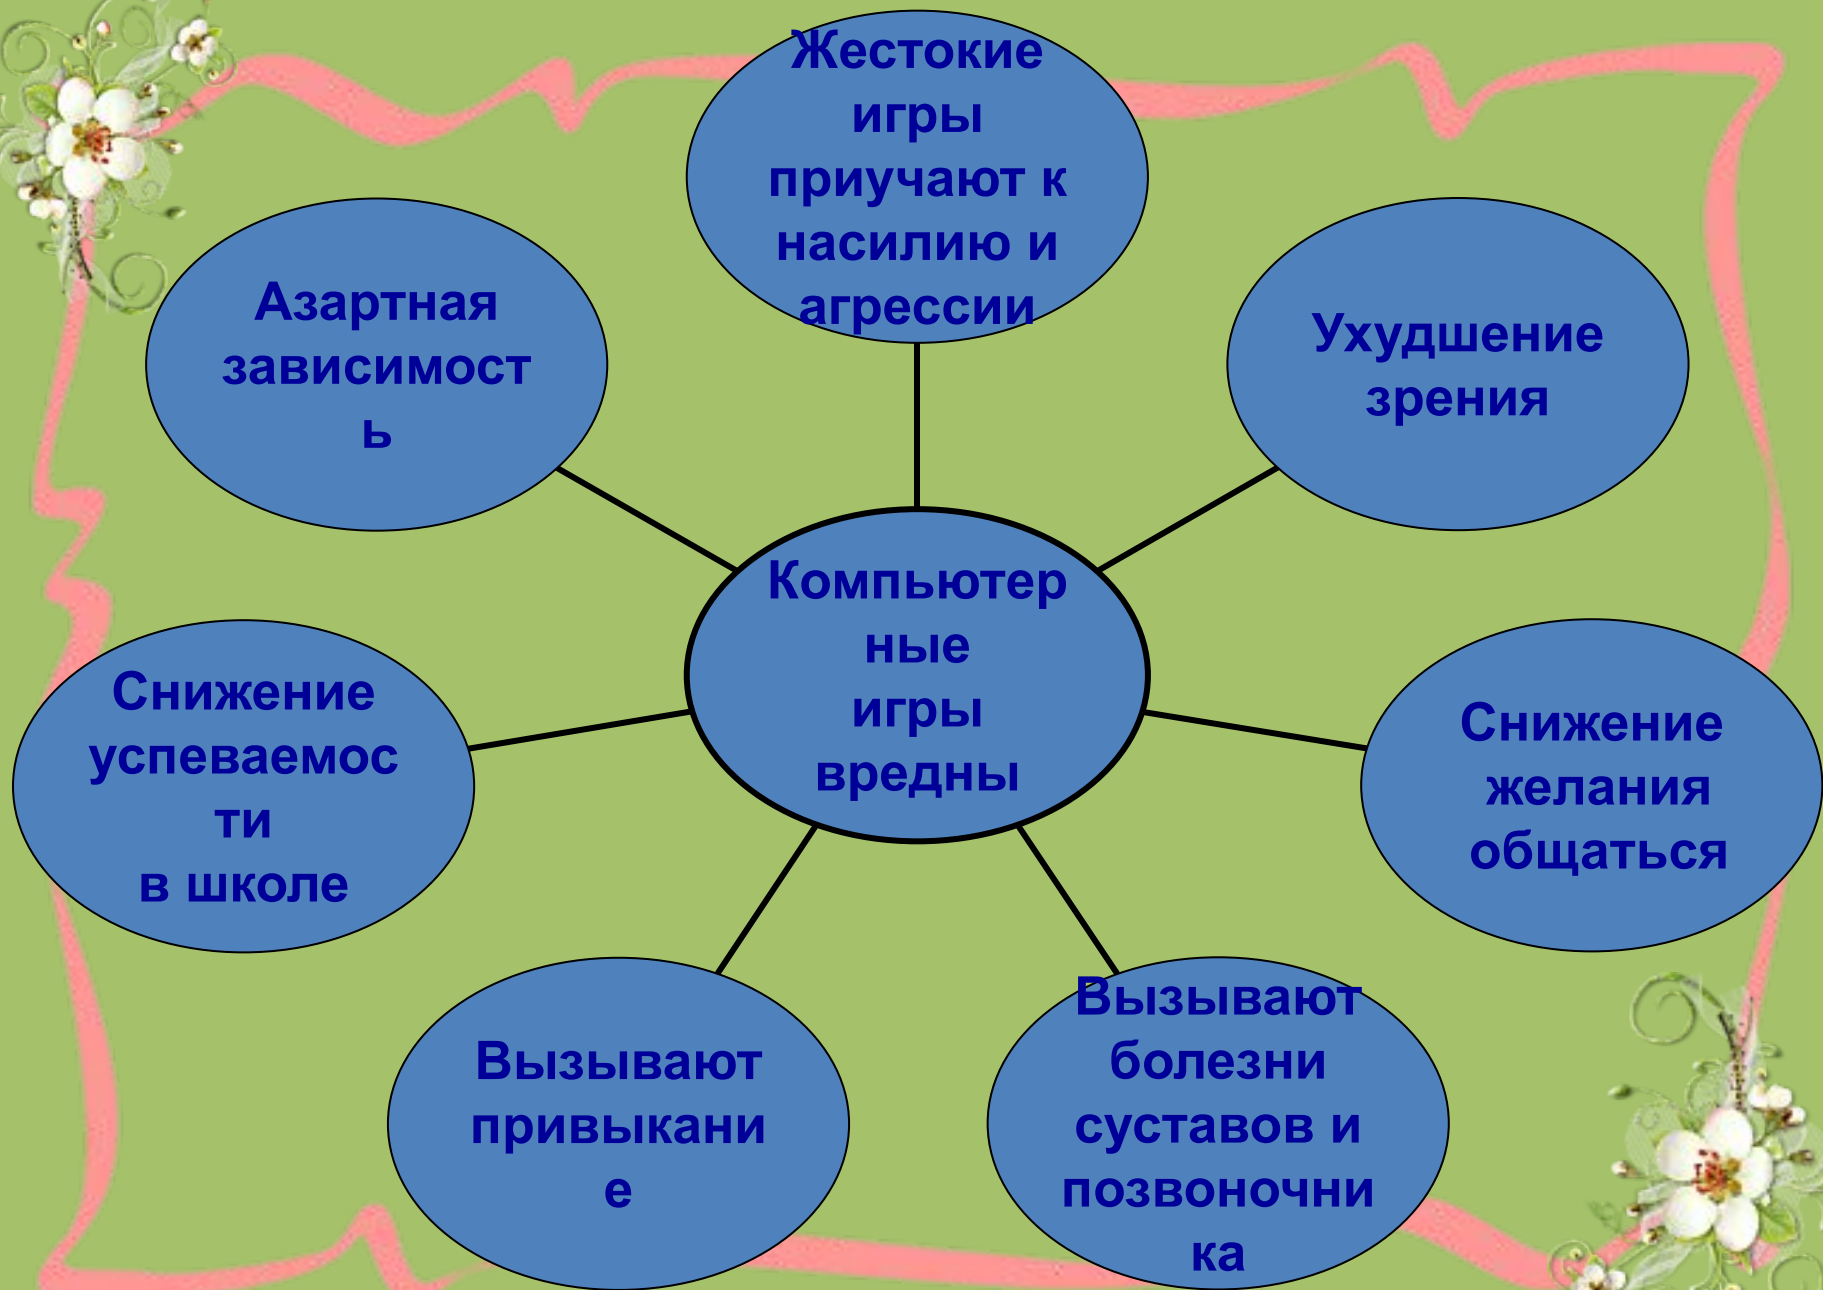 Жестокие
игры
приучают к
насилию и
агрессии
Азартная
зависимост
ь
Ухудшение
зрения
Компьютер
ные
игры
вредны
Снижение
успеваемос
ти
в школе
Снижение
желания
общаться
Вызывают
привыкани
е
Вызывают
болезни
суставов и
позвоночни
ка